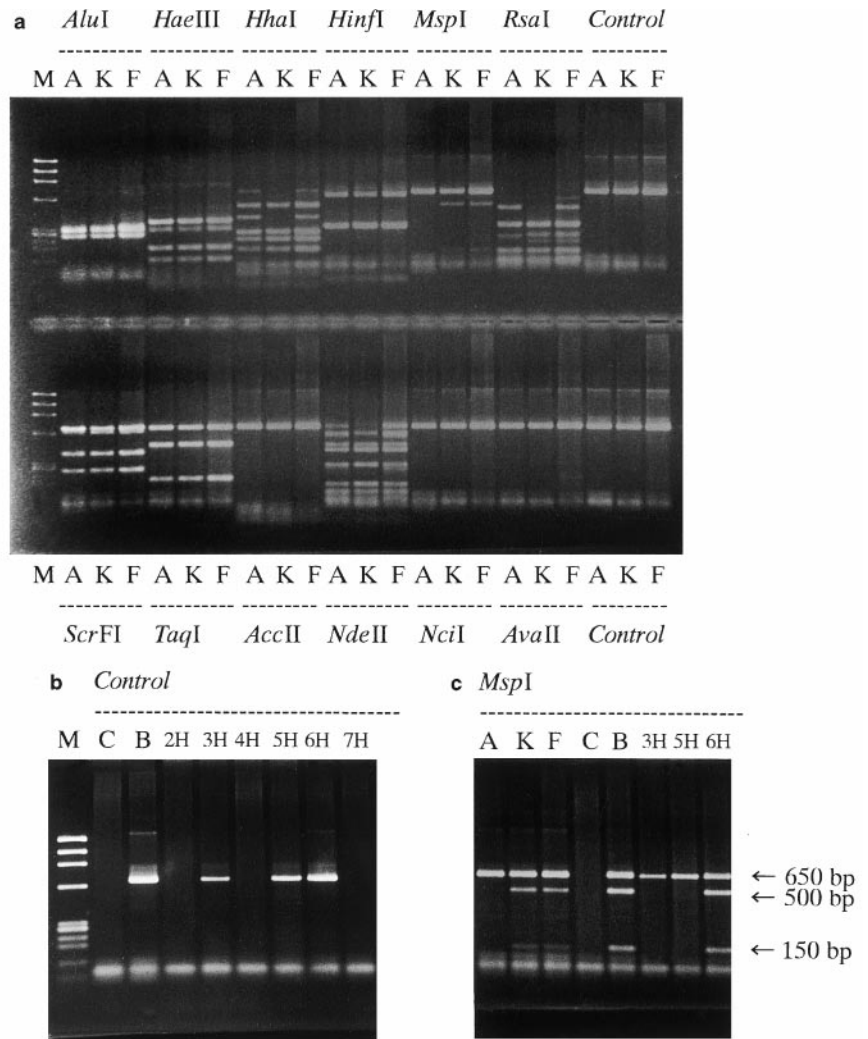 a AluI HaeIII HhaI HinfI MspI RsaI Control
M A K F A K F A K F A K F A K F A K F A K F
M A K F A K F A K F A K F A K F A K F A K F
ScrFI TaqI AccII NdeII NciI AvaII Control
b Control
M C B 2H 3H 4H 5H 6H 7H
c MspI
A K F C B 3H 5H 6H
← 650 bp
← 500 bp
← 150 bp